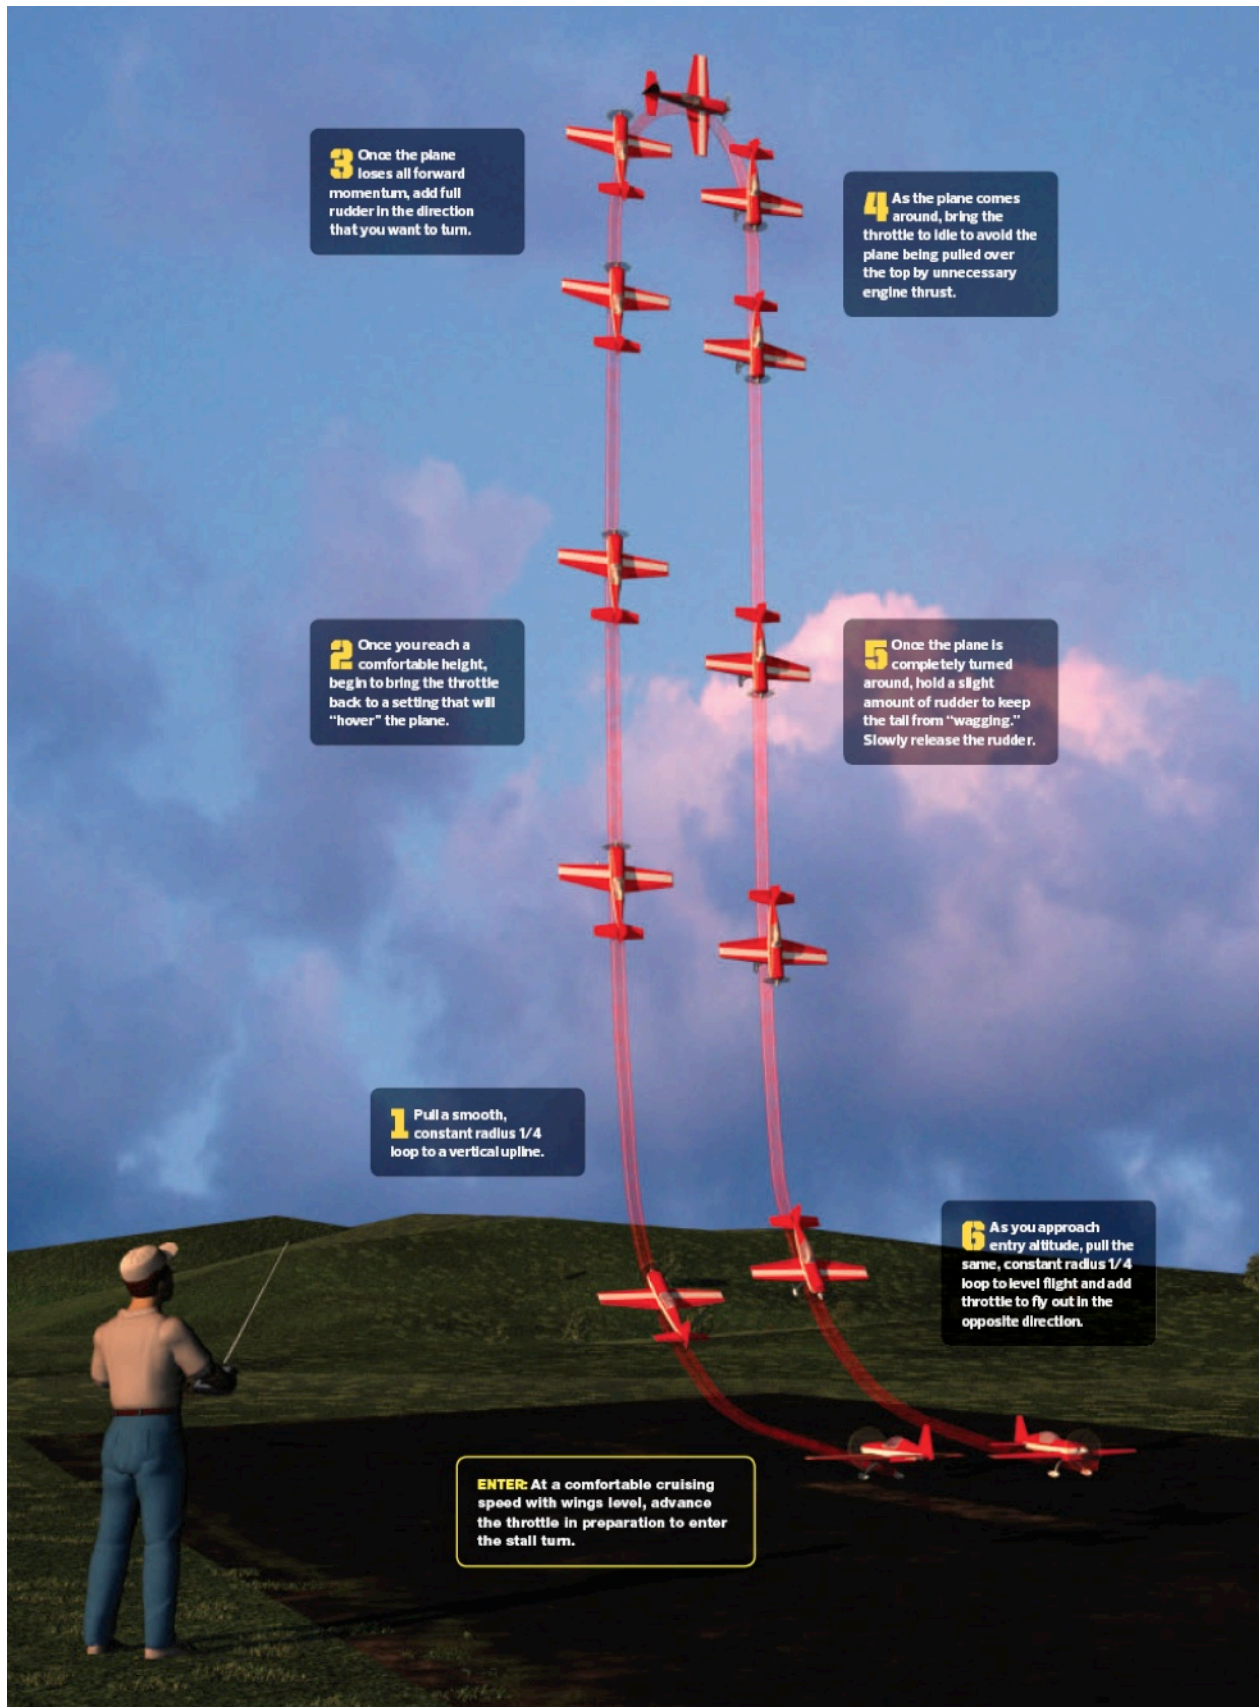 3 Once the plane
loses all forward
momentum, add full
rudder in the direction
that you want to turn.
4 As the plane comes
around, bring the
throttle to idle to avoid the
plane being pulled over
the top by unnecessary
engine thrust.
2 Once you reach a
comfortable height,
begin to bring the throttle
back to a setting that will
“hover” the plane.
5 Once the plane is
completely turned
around, hold a slight
amount of rudder to keep
the tail from “wagging.”
Slowly release the rudder.
1 Pull a smooth,
constant radius 1/4
loop to a vertical upline.
6 As you approach
entry altitude, pull the
same, constant radius 1/4
loop to level flight and add
throttle to fly out in the
opposite direction.
ENTER: At a comfortable cruising
speed with wings level, advance
the throttle in preparation to enter
the stall turn.